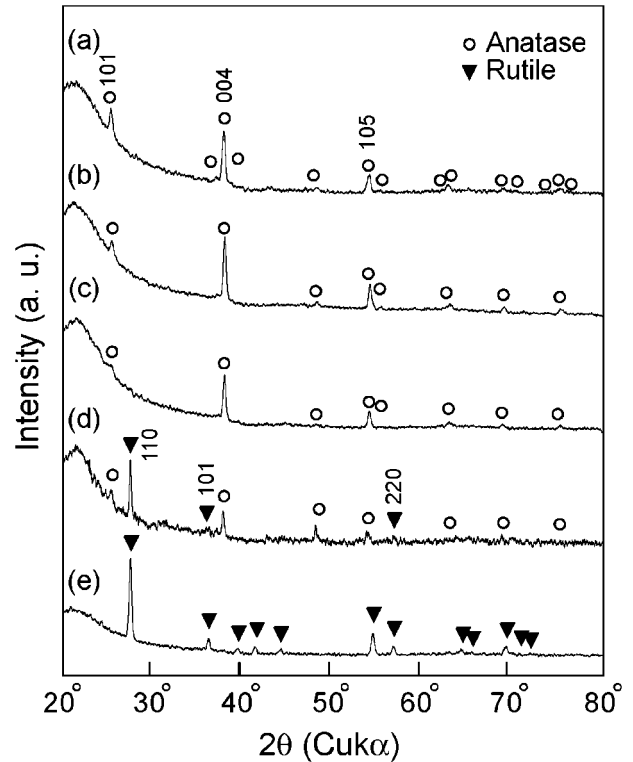 (a)
101
004
105
○ Anatase
▼ Rutile
(b)
(c)
(d)
110
101
220
(e)
Intensity (a. u.)
20° 30° 40° 50° 60° 70° 80°
2θ (Cukα)